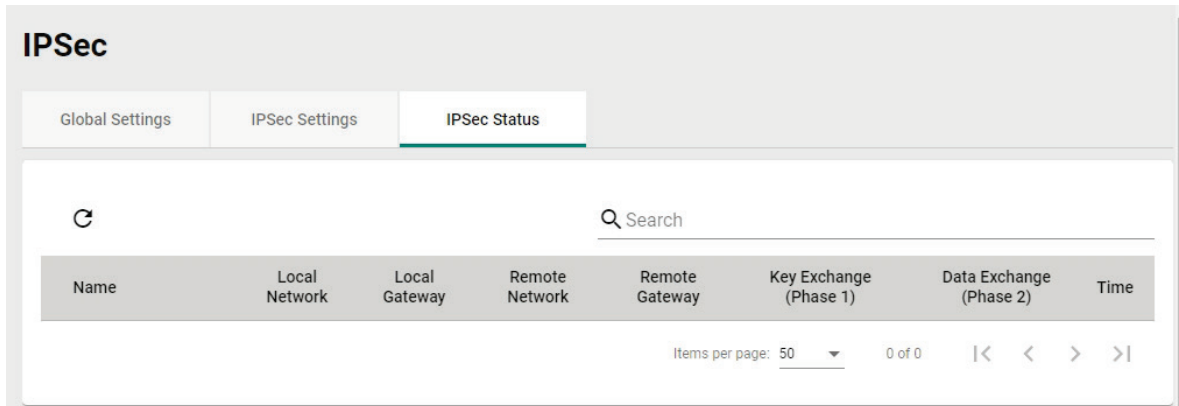 IPSec
Global Settings IPSec Settings IPSec Status
Search
Name Local Network Local Gateway Remote Network Remote Gateway Key Exchange (Phase 1) Data Exchange (Phase 2) Time
Items per page: 50 0 of 0